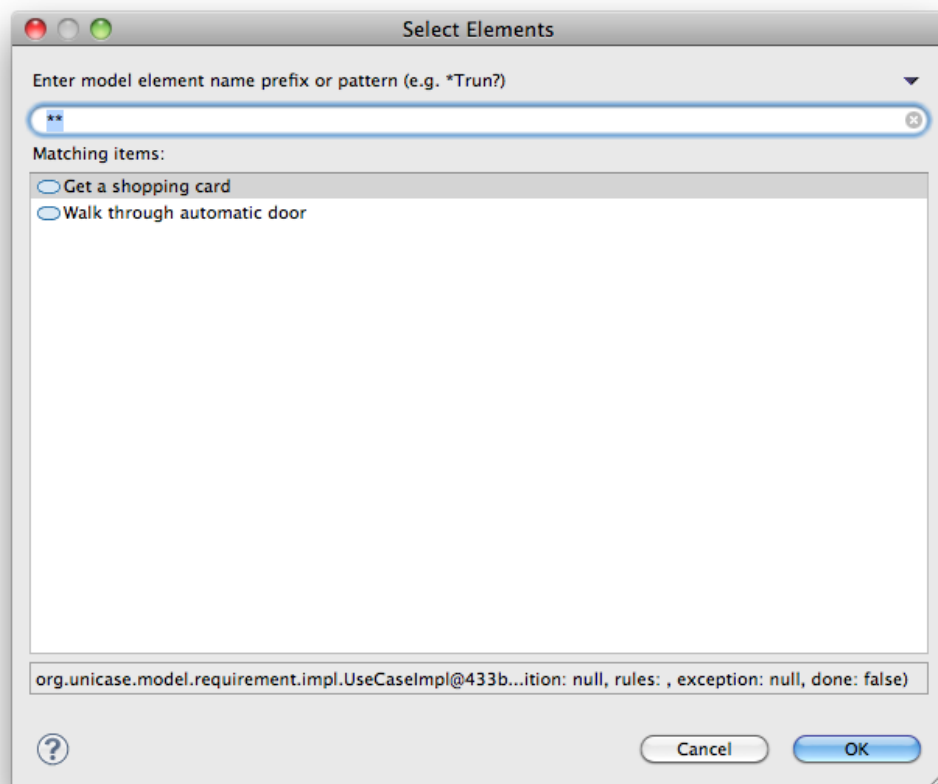 Select Elements
Enter model element name prefix or pattern (e.g. *Trun?)
**
Matching items:
Get a shopping card
Walk through automatic door
org.unicase.model.requirement.impl.UseCaseImpl@433b...ition: null, rules: , exception: null, done: false)
?
Cancel
OK